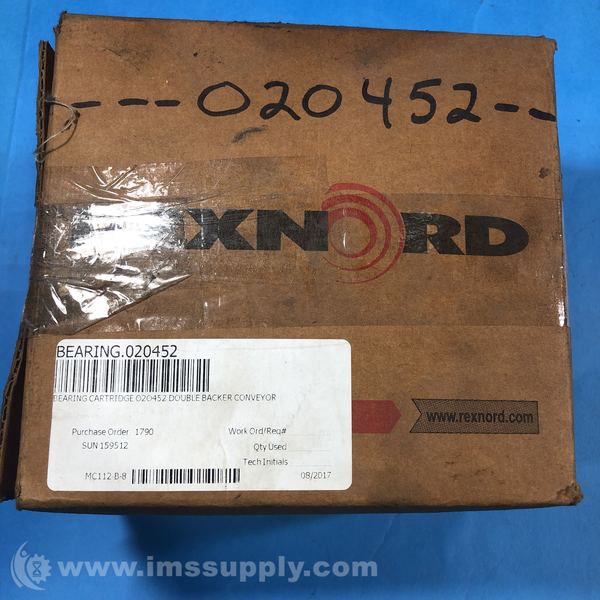 ---020452--
REXNORD
BEARING.020452
BEARING CARTRIDGE 020452 DOUBLE BACKER CONVEYOR
Purchase Order 1790 Work Ord/Req#
SUN 159512 Qty Used
Tech Initials
MC112-B-8 08/2017
www.rexnord.com
www.imssupply.com